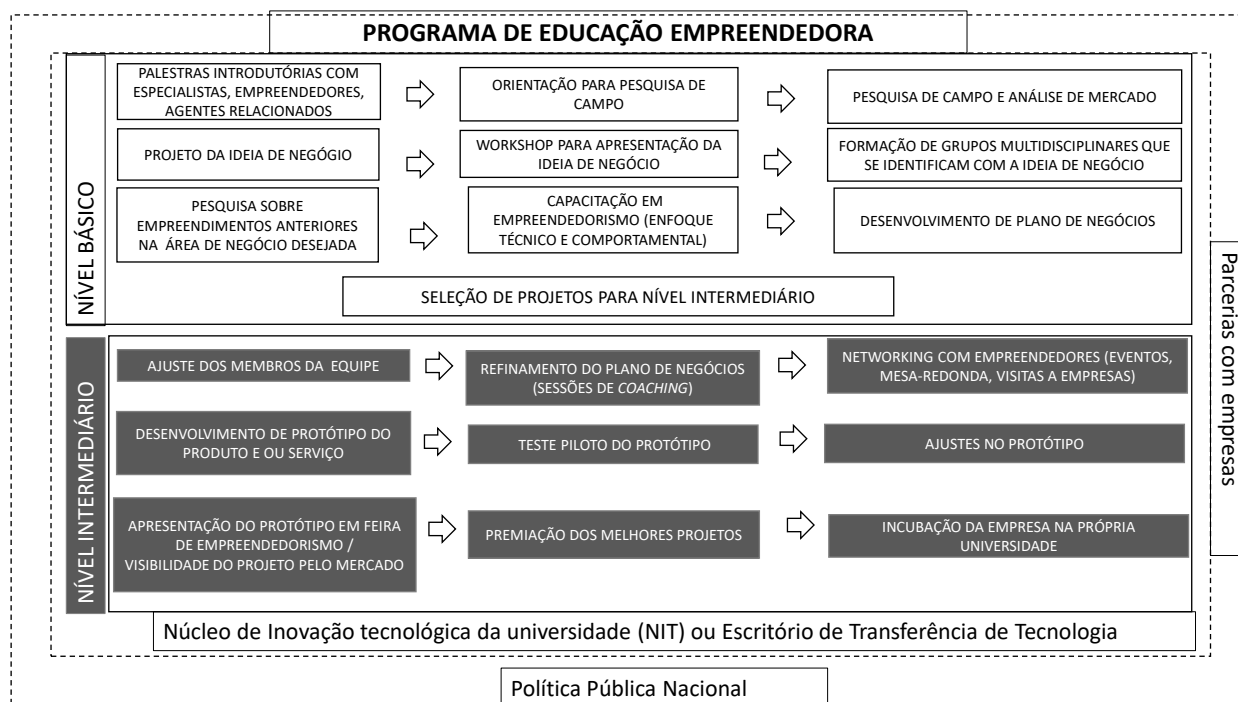 PROGRAMA DE EDUCAÇÃO EMPREENDEDORA
NÍVEL BÁSICO
PALESTRAS INTRODUTÓRIAS COM
ESPECIALISTAS, EMPREENDEDORES,
AGENTES RELACIONADOS
ORIENTAÇÃO PARA PESQUISA DE
CAMPO
PESQUISA DE CAMPO E ANÁLISE DE MERCADO
PROJETO DA IDEIA DE NEGÓGIO
WORKSHOP PARA APRESENTAÇÃO DA
IDEIA DE NEGÓCIO
FORMAÇÃO DE GRUPOS MULTIDISCIPLINARES QUE
SE IDENTIFICAM COM A IDEIA DE NEGÓCIO
PESQUISA SOBRE
EMPREENDIMENTOS ANTERIORES
NA ÁREA DE NEGÓCIO DESEJADA
CAPACITAÇÃO EM
EMPREENDEDORISMO (ENFOQUE
TÉCNICO E COMPORTAMENTAL)
DESENVOLVIMENTO DE PLANO DE NEGÓCIOS
SELEÇÃO DE PROJETOS PARA NÍVEL INTERMEDIÁRIO
NÍVEL INTERMEDIÁRIO
AJUSTE DOS MEMBROS DA EQUIPE
REFINAMENTO DO PLANO DE NEGÓCIOS
(SESSÕES DE COACHING)
NETWORKING COM EMPREENDEDORES (EVENTOS,
MESA-REDONDA, VISITAS A EMPRESAS)
DESENVOLVIMENTO DE PROTÓTIPO DO
PRODUTO E OU SERVIÇO
TESTE PILOTO DO PROTÓTIPO
AJUSTES NO PROTÓTIPO
APRESENTAÇÃO DO PROTÓTIPO EM FEIRA
DE EMPREENDEDORISMO /
VISIBILIDADE DO PROJETO PELO MERCADO
PREMIAÇÃO DOS MELHORES PROJETOS
INCUBAÇÃO DA EMPRESA NA PRÓPRIA
UNIVERSIDADE
Parcerias com empresas
Núcleo de Inovação tecnológica da universidade (NIT) ou Escritório de Transferência de Tecnologia
Política Pública Nacional